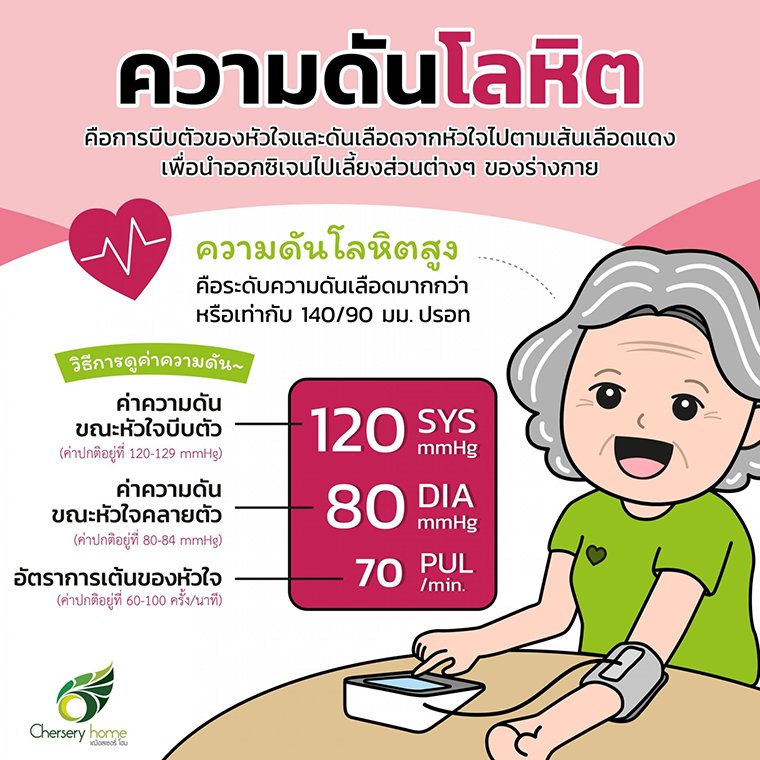 ความดันโลหิต
คือการบีบตัวของหัวใจและดันเลือดจากหัวใจไปตามเส้นเลือดแดง
เพื่อนำออกซิเจนไปเลี้ยงส่วนต่างๆ ของร่างกาย
ความดันโลหิตสูง
คือระดับความดันเลือดมากกว่า
หรือเท่ากับ 140/90 มม. ปรอท
วิธีการดูค่าความดัน~
ค่าความดัน
ขณะหัวใจบีบตัว
(ค่าปกติอยู่ที่ 120-129 mmHg)
120 SYS
mmHg
ค่าความดัน
ขณะหัวใจคลายตัว
(ค่าปกติอยู่ที่ 80-84 mmHg)
80 DIA
mmHg
อัตราการเต้นของหัวใจ
(ค่าปกติอยู่ที่ 60-100 ครั้ง/นาที)
70 PUL
/min.
Chersery home
เฌ้อสเซอรี่ โฮม